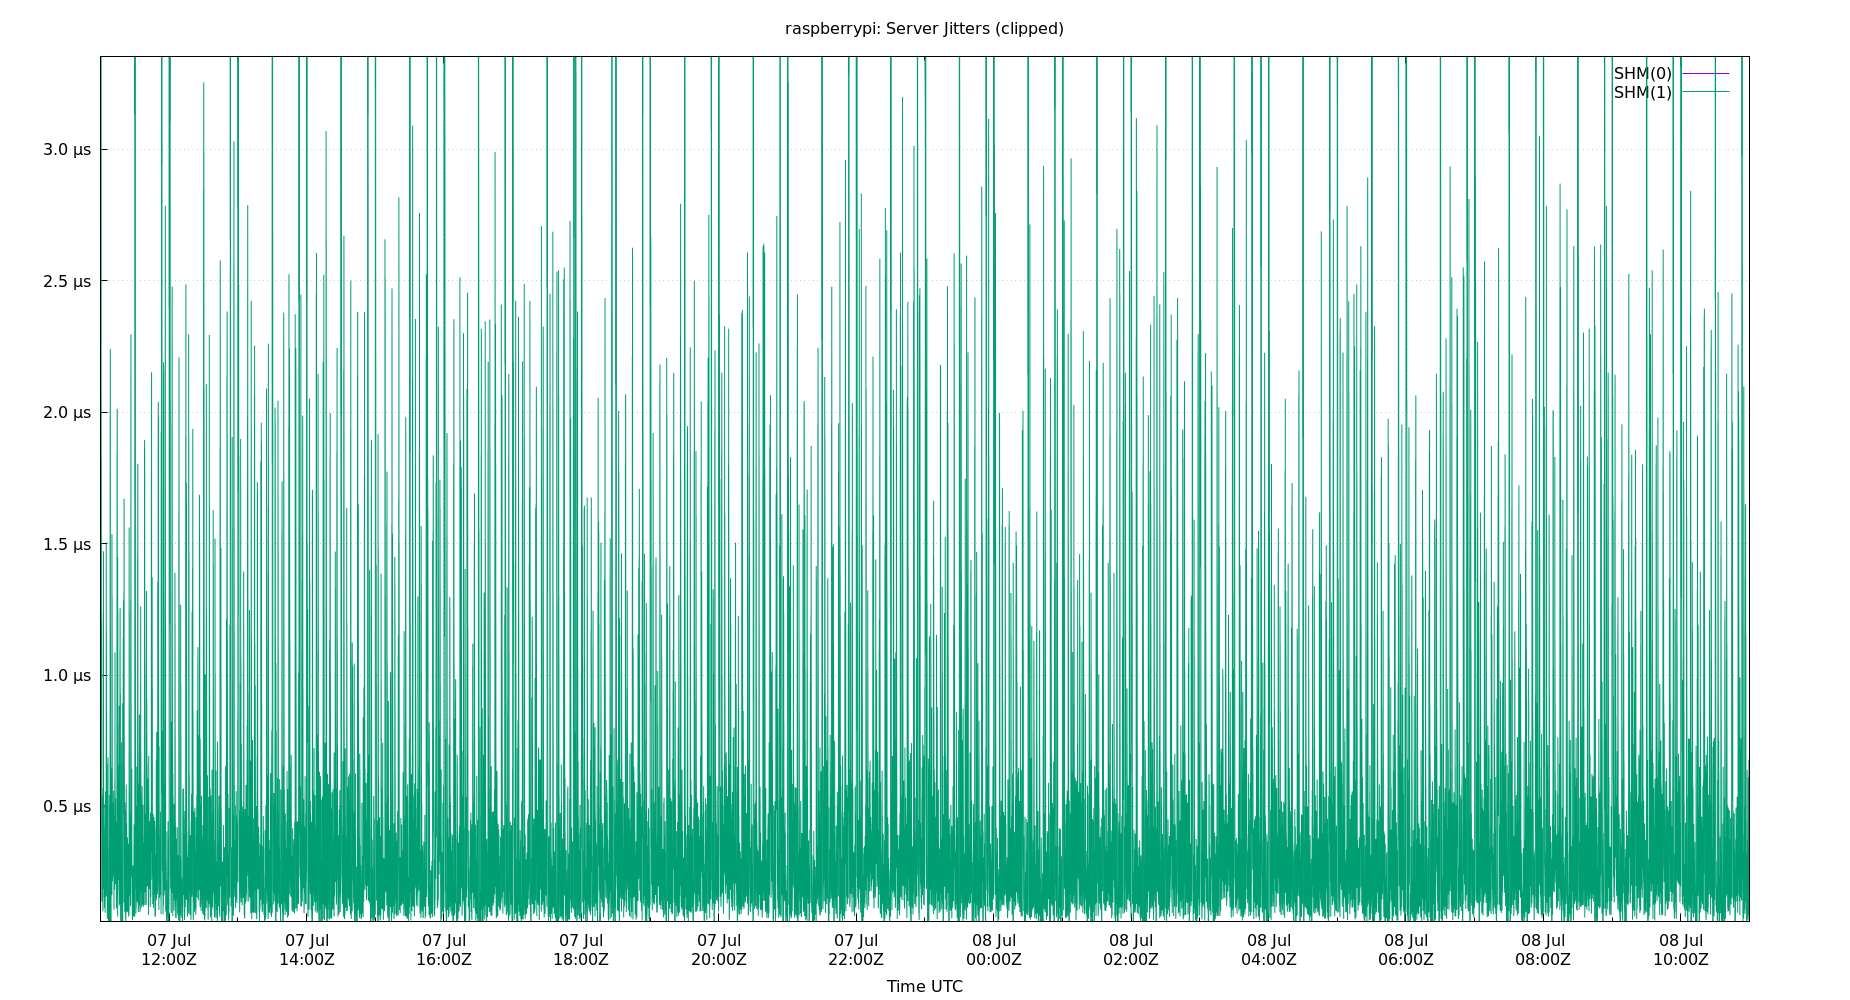 raspberrypi: Server Jitters (clipped)
SHM(0)
SHM(1)
3.0 µs
2.5 µs
2.0 µs
1.5 µs
1.0 µs
0.5 µs
07 Jul 07 Jul 07 Jul 07 Jul 07 Jul 07 Jul 08 Jul 08 Jul 08 Jul 08 Jul 08 Jul 08 Jul
12:00Z 14:00Z 16:00Z 18:00Z 20:00Z 22:00Z 00:00Z 02:00Z 04:00Z 06:00Z 08:00Z 10:00Z
Time UTC